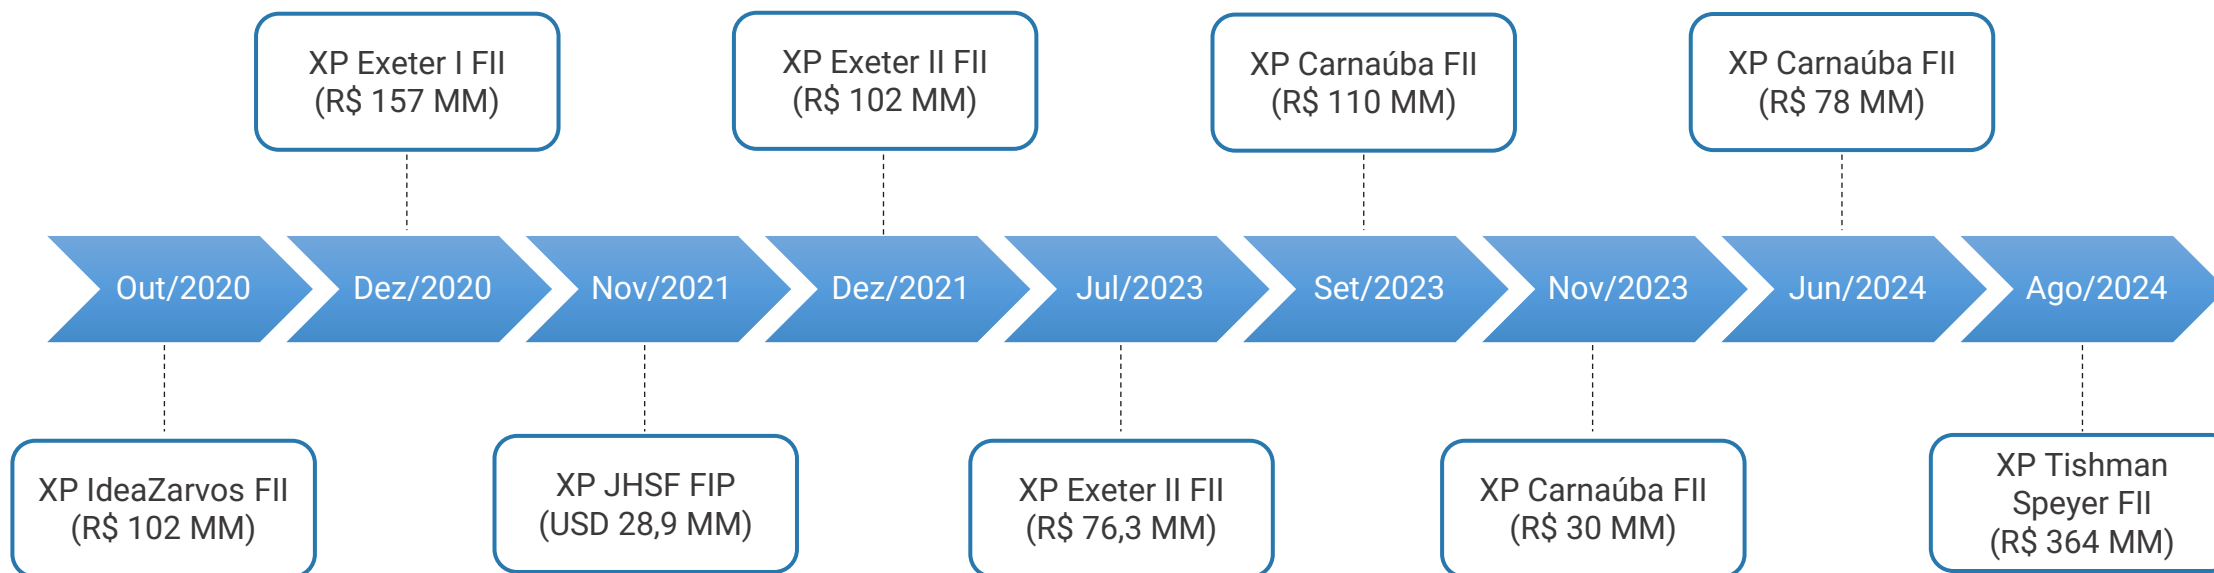 XP Exeter I FII
(R$ 157 MM)
XP Exeter II FII
(R$ 102 MM)
XP Carnaúba FII
(R$ 110 MM)
XP Carnaúba FII
(R$ 78 MM)
Out/2020
Dez/2020
Nov/2021
Dez/2021
Jul/2023
Set/2023
Nov/2023
Jun/2024
Ago/2024
XP IdeaZarvos FII
(R$ 102 MM)
XP JHSF FIP
(USD 28,9 MM)
XP Exeter II FII
(R$ 76,3 MM)
XP Carnaúba FII
(R$ 30 MM)
XP Tishman
Speyer FII
(R$ 364 MM)